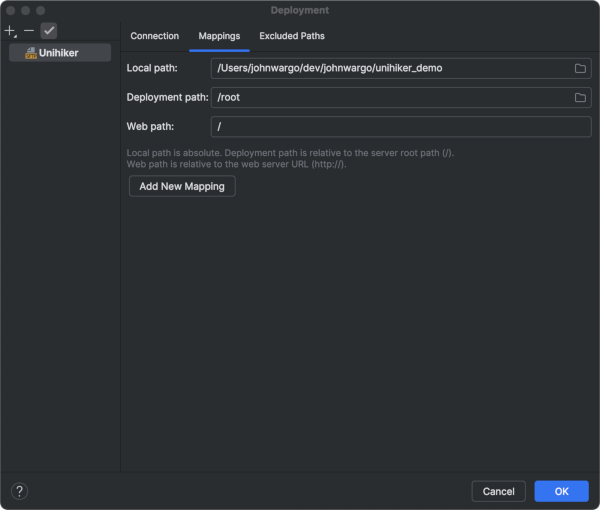 Deployment
Connection Mappings Excluded Paths
SFTP Unihiker
Local path: /Users/johnwargo/dev/johnwargo/unihiker_demo
Deployment path: /root
Web path: /
Local path is absolute. Deployment path is relative to the server root path (/).
Web path is relative to the web server URL (http://).
Add New Mapping
? Cancel OK